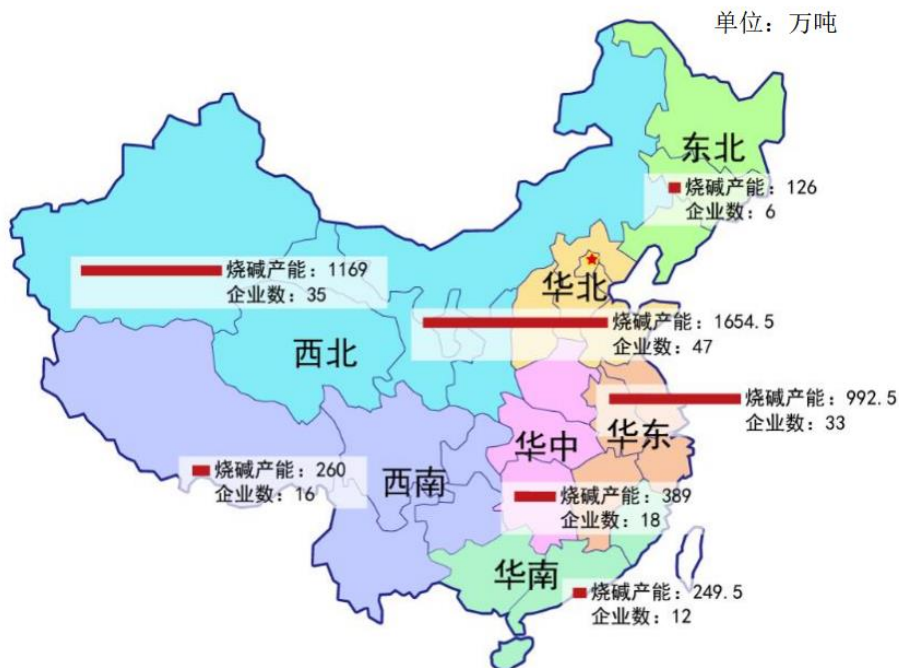 单位：万吨
东北
烧碱产能：126
企业数：6
烧碱产能：1169
企业数：35
华北
烧碱产能：1654.5
企业数：47
西北
烧碱产能：992.5
企业数：33
华东
华中
西南
烧碱产能：260
企业数：16
烧碱产能：389
企业数：18
华南
烧碱产能：249.5
企业数：12